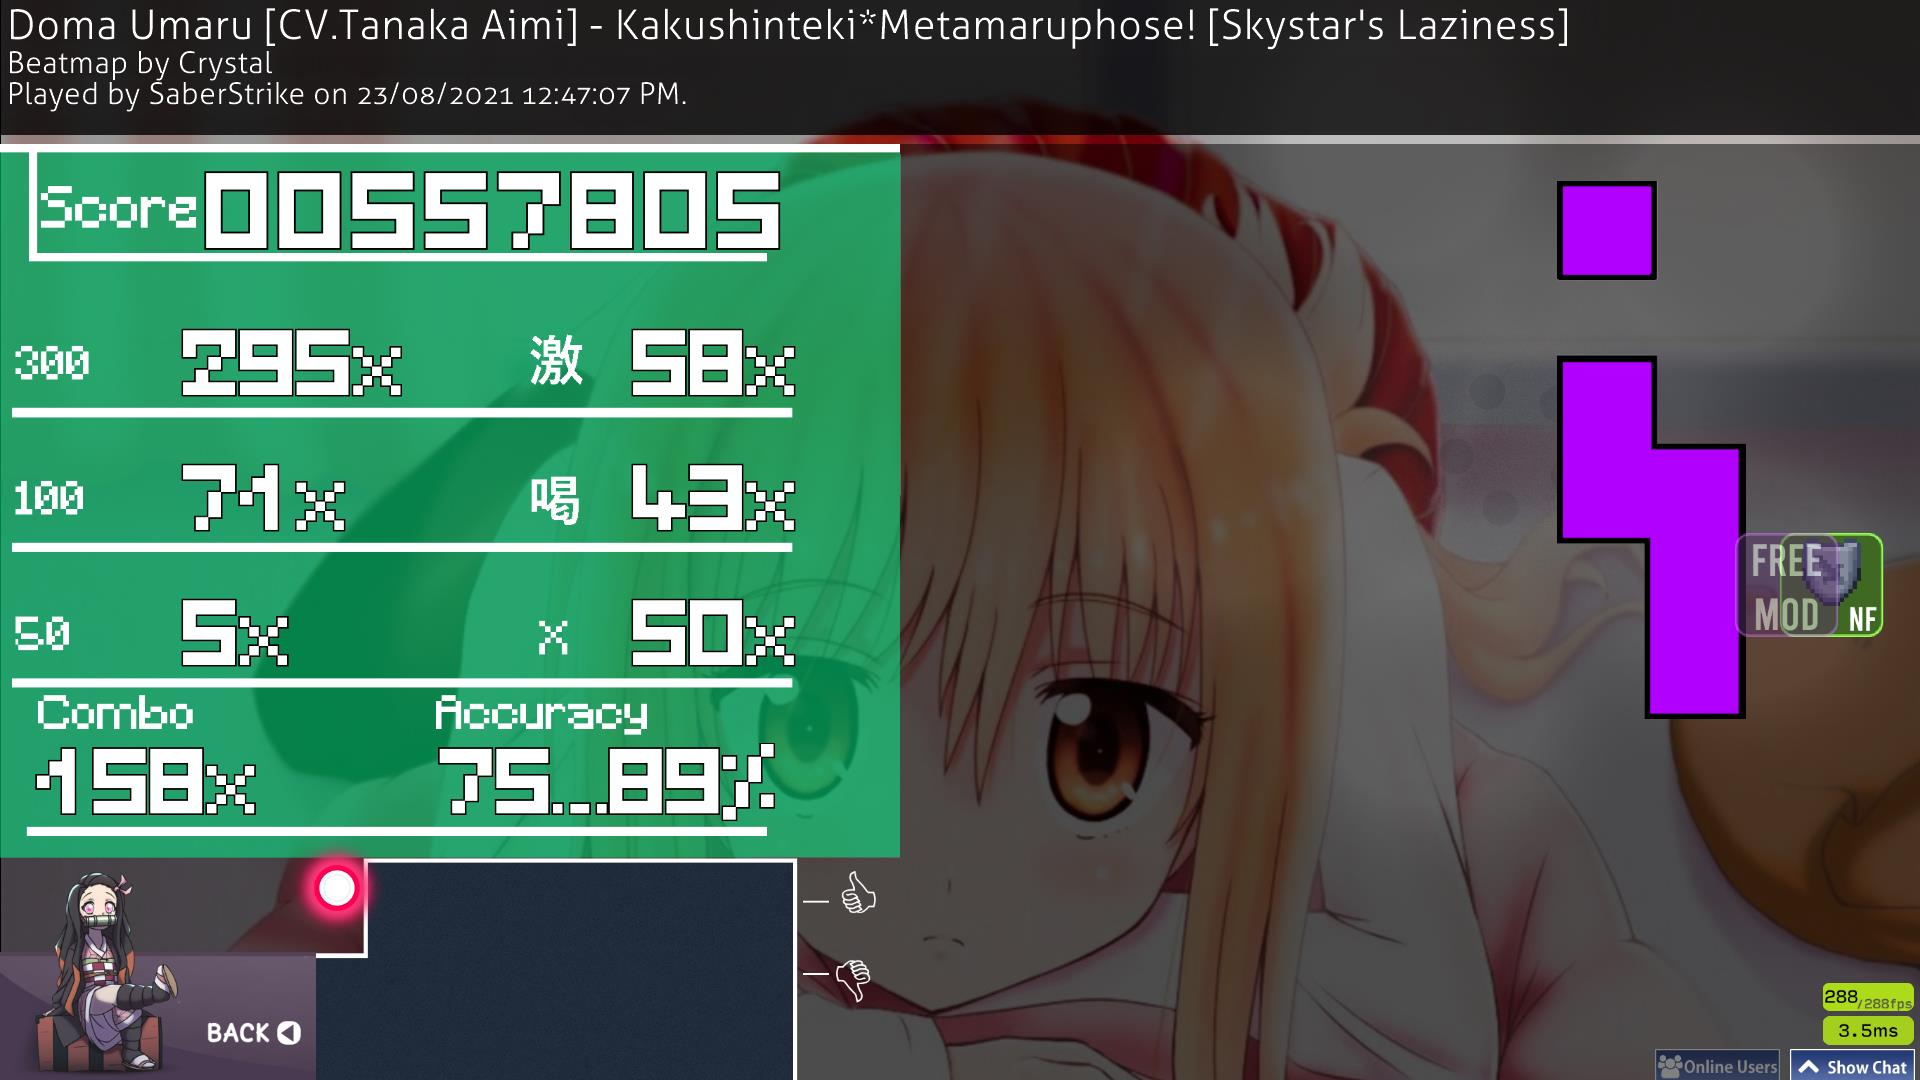 Doma Umaru [CV.Tanaka Aimi] - Kakushinteki*Metamaruphose! [Skystar's Laziness]
Beatmap by Crystal
Played by SaberStrike on 23/08/2021 12:47:07 PM.
Score 00557805
300 295x 激 58x
100 71x 喝 43x
50 5x x 50x
Combo Accuracy
158x 75.89%
FREE MOD NF
BACK
288/288fps
3.5ms
Online Users Show Chat